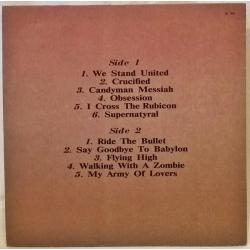 Side 1
1. We Stand United
2. Crucified
3. Candyman Messiah
4. Obsession
5. I Cross The Rubicon
6. Supernatyral
Side 2
1. Ride The Bullet
2. Say Goodbye To Babylon
3. Flying High
4. Walking With A Zombie
5. My Army Of Lovers